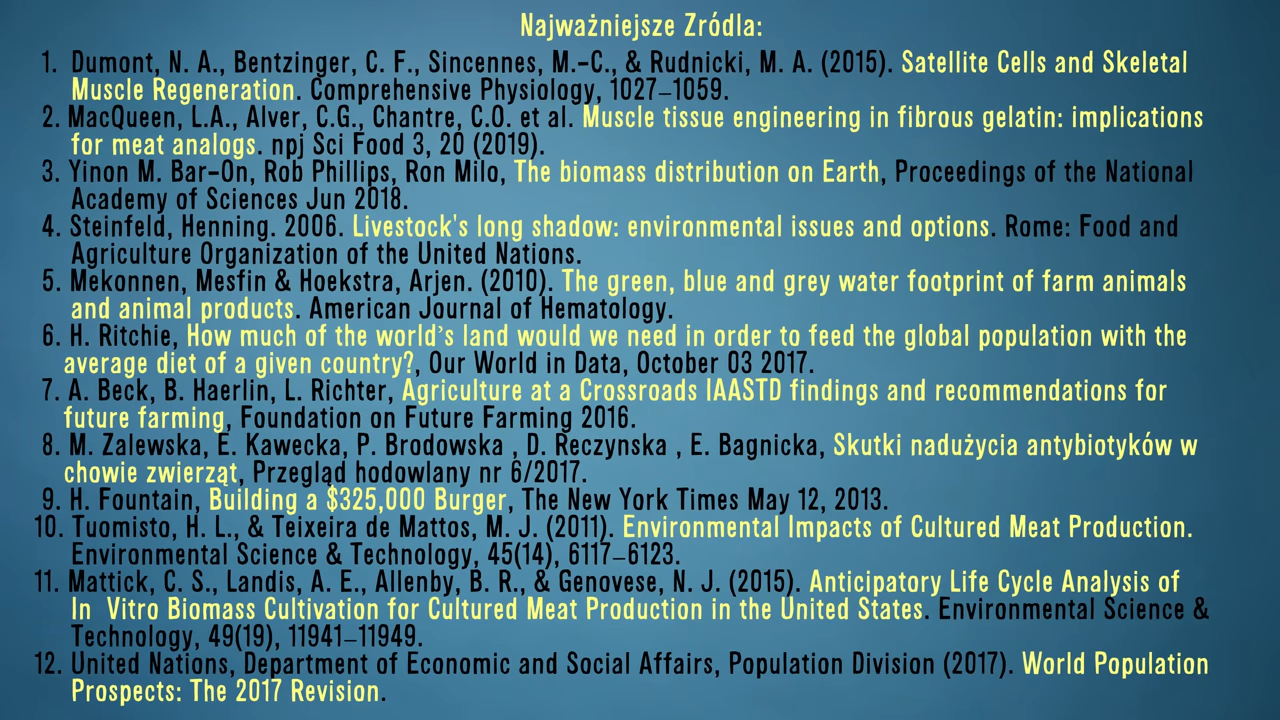 Najważniejsze Zródla:
1. Dumont, N. A., Bentzinger, C. F., Sincennes, M.-C., & Rudnicki, M. A. (2015). Satellite Cells and Skeletal
Muscle Regeneration. Comprehensive Physiology, 1027–1059.
2. MacQueen, L.A., Alver, C.G., Chantre, C.O. et al. Muscle tissue engineering in fibrous gelatin: implications
for meat analogs. npj Sci Food 3, 20 (2019).
3. Yinon M. Bar-On, Rob Phillips, Ron Milo, The biomass distribution on Earth, Proceedings of the National
Academy of Sciences Jun 2018.
4. Steinfeld, Henning. 2006. Livestock's long shadow: environmental issues and options. Rome: Food and
Agriculture Organization of the United Nations.
5. Mekonnen, Mesfin & Hoekstra, Arjen. (2010). The green, blue and grey water footprint of farm animals
and animal products. American Journal of Hematology.
6. H. Ritchie, How much of the world’s land would we need in order to feed the global population with the
average diet of a given country?, Our World in Data, October 03 2017.
7. A. Beck, B. Haerlin, L. Richter, Agriculture at a Crossroads IAASTD findings and recommendations for
future farming, Foundation on Future Farming 2016.
8. M. Zalewska, E. Kawecka, P. Brodowska , D. Reczynska , E. Bagnicka, Skutki nadużycia antybiotyków w
chowie zwierząt, Przegląd hodowlany nr 6/2017.
9. H. Fountain, Building a $325,000 Burger, The New York Times May 12, 2013.
10. Tuomisto, H. L., & Teixeira de Mattos, M. J. (2011). Environmental Impacts of Cultured Meat Production.
Environmental Science & Technology, 45(14), 6117–6123.
11. Mattick, C. S., Landis, A. E., Allenby, B. R., & Genovese, N. J. (2015). Anticipatory Life Cycle Analysis of
In Vitro Biomass Cultivation for Cultured Meat Production in the United States. Environmental Science &
Technology, 49(19), 11941–11949.
12. United Nations, Department of Economic and Social Affairs, Population Division (2017). World Population
Prospects: The 2017 Revision.